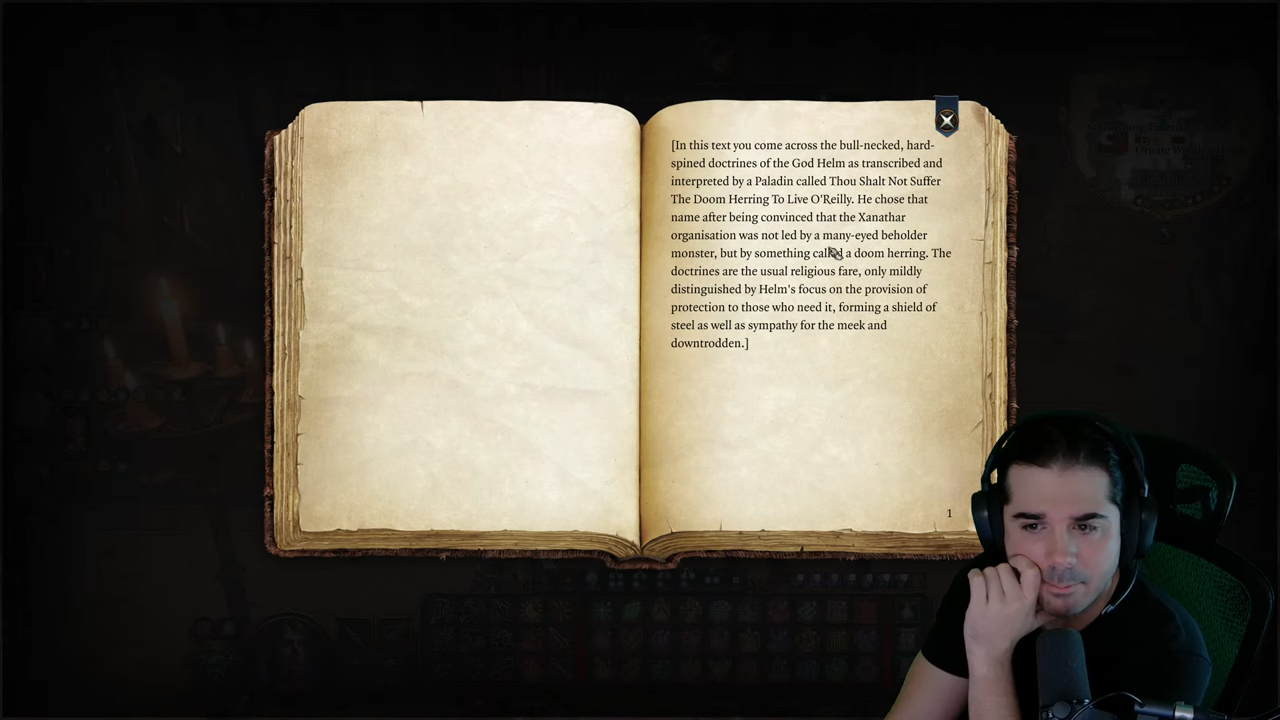 [In this text you come across the bull-necked, hard-
spined doctrines of the God Helm as transcribed and
interpreted by a Paladin called Thou Shalt Not Suffer
The Doom Herring To Live O'Reilly. He chose that
name after being convinced that the Xanathar
organisation was not led by a many-eyed beholder
monster, but by something called a doom herring. The
doctrines are the usual religious fare, only mildly
distinguished by Helm's focus on the provision of
protection to those who need it, forming a shield of
steel as well as sympathy for the meek and
downtrodden.]
1